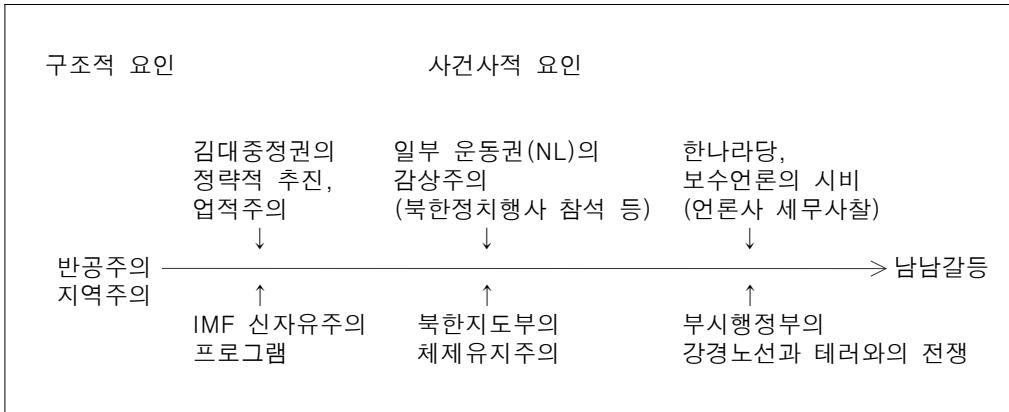 구조적 요인
사건사적 요인
김대중정권의
정략적 추진,
업적주의
일부 운동권(NL)의
감상주의
(북한정치행사 참석 등)
한나라당,
보수언론의 시비
(언론사 세무사찰)
↓ ↓ ↓
반공주의
지역주의
남남갈등
↑ ↑ ↑
IMF 신자유주의
프로그램
북한지도부의
체제유지주의
부시행정부의
강경노선과 테러와의 전쟁